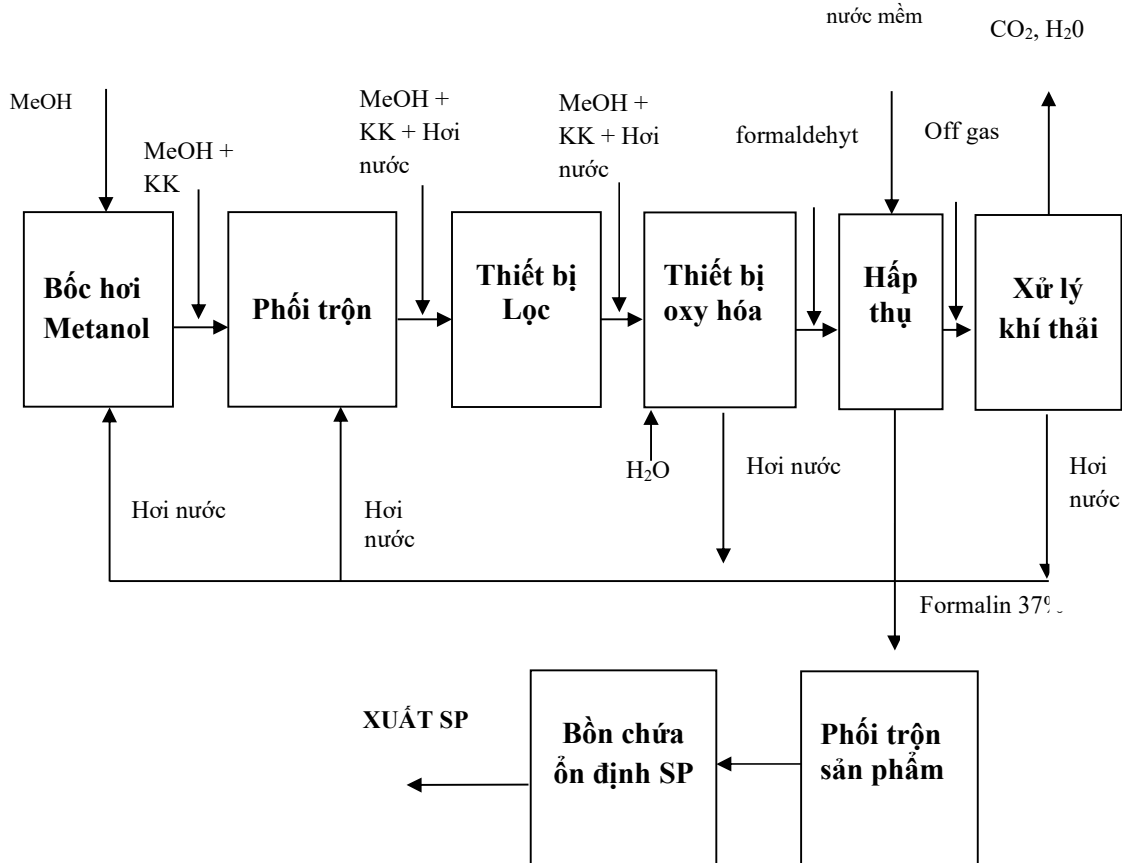 nước mềm
CO₂, H₂0
MeOH
MeOH +
KK
MeOH +
KK + Hơi
nước
MeOH +
KK + Hơi
nước
formaldehyt
Off gas
Bốc hơi
Metanol
Phối trộn
Thiết bị
Lọc
Thiết bị
oxy hóa
Hấp
thụ
Xử lý
khí thải
Hơi nước
Hơi
nước
H₂O
Hơi nước
Hơi
nước
Formalin 37%
XUẤT SP
Bồn chứa
ổn định SP
Phối trộn
sản phẩm